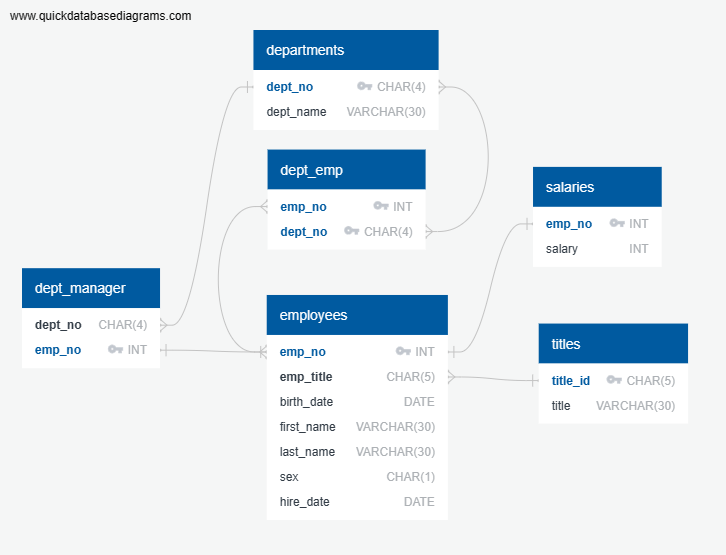 www.quickdatabasediagrams.com
departments
dept_no CHAR(4)
dept_name VARCHAR(30)
dept_emp
emp_no INT
dept_no CHAR(4)
salaries
emp_no INT
salary INT
dept_manager
dept_no CHAR(4)
emp_no INT
employees
emp_no INT
emp_title CHAR(5)
birth_date DATE
first_name VARCHAR(30)
last_name VARCHAR(30)
sex CHAR(1)
hire_date DATE
titles
title_id CHAR(5)
title VARCHAR(30)